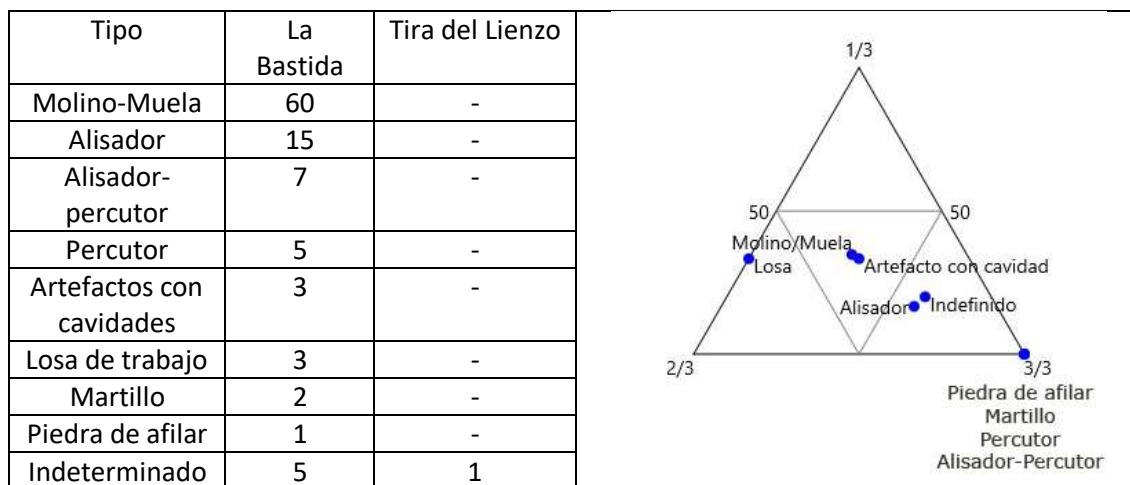 Tipo
La
Bastida
Tira del Lienzo
Molino-Muela
60
-
Alisador
15
-
Alisador-
percutor
7
-
Percutor
5
-
Artefactos con
cavidades
3
-
Losa de trabajo
3
-
Martillo
2
-
Piedra de afilar
1
-
Indeterminado
5
1
1/3
50
50
Molino/Muela
Losa
Artefacto con cavidad
Alisador
Indefinido
2/3
3/3
Piedra de afilar
Martillo
Percutor
Alisador-Percutor